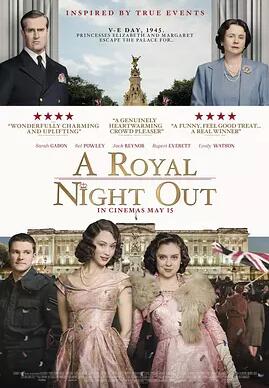 INSPIRED BY TRUE EVENTS
V-E DAY, 1945.
PRINCESSES ELIZABETH AND MARGARET
ESCAPE THE PALACE FOR...
★★★★
"WONDERFULLY CHARMING
AND UPLIFTING"
"A GENUINELY
HEARTWARMING
CROWD PLEASER"
★★★★
"A FUNNY, FEEL GOOD TREAT...
A REAL WINNER"
Sarah GADON Bel POWLEY Jack REYNOR Rupert EVERETT Emily WATSON
A ROYAL
NIGHT OUT
IN CINEMAS MAY 15